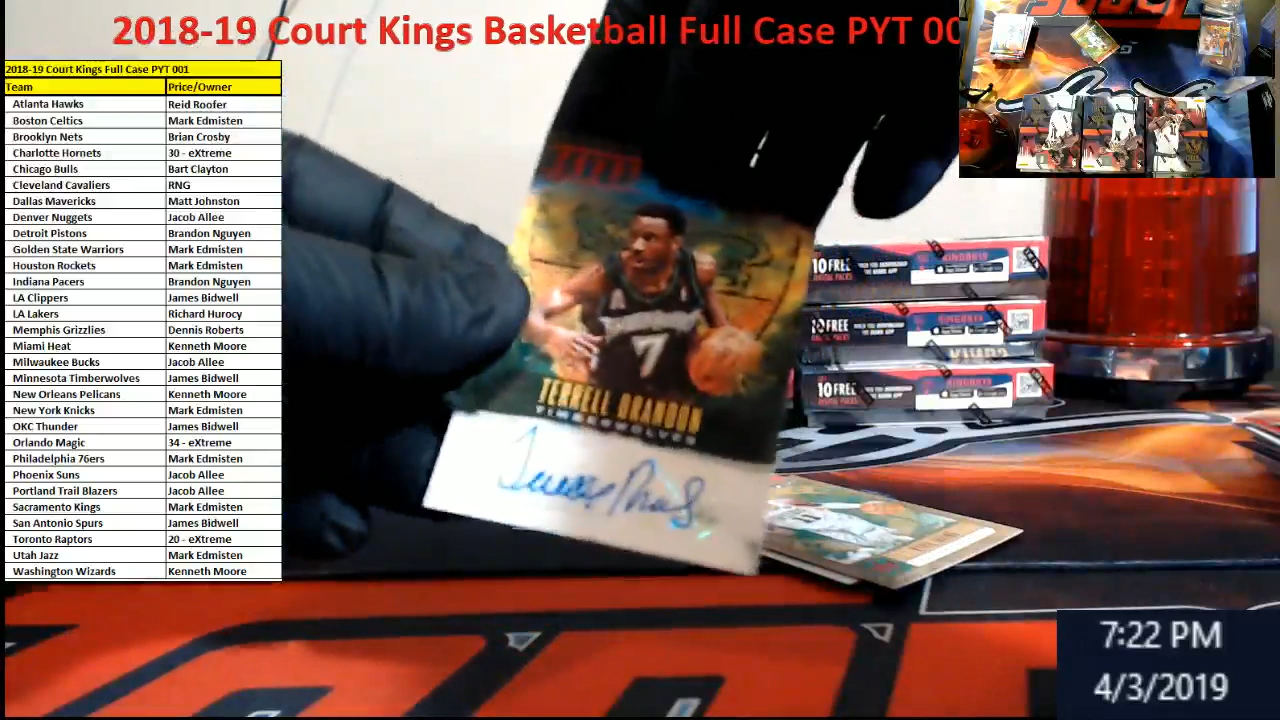 2018-19 Court Kings Basketball Full Case PYT 00
2018-19 Court Kings Full Case PYT 001
Team Price/Owner
Atlanta Hawks Reid Roofer
Boston Celtics Mark Edmisten
Brooklyn Nets Brian Crosby
Charlotte Hornets 30 - eXtreme
Chicago Bulls Bart Clayton
Cleveland Cavaliers RNG
Dallas Mavericks Matt Johnston
Denver Nuggets Jacob Allee
Detroit Pistons Brandon Nguyen
Golden State Warriors Mark Edmisten
Houston Rockets Mark Edmisten
Indiana Pacers Brandon Nguyen
LA Clippers James Bidwell
LA Lakers Richard Hurocy
Memphis Grizzlies Dennis Roberts
Miami Heat Kenneth Moore
Milwaukee Bucks Jacob Allee
Minnesota Timberwolves James Bidwell
New Orleans Pelicans Kenneth Moore
New York Knicks Mark Edmisten
OKC Thunder James Bidwell
Orlando Magic 34 - eXtreme
Philadelphia 76ers Mark Edmisten
Phoenix Suns Jacob Allee
Portland Trail Blazers Jacob Allee
Sacramento Kings Mark Edmisten
San Antonio Spurs James Bidwell
Toronto Raptors 20 - eXtreme
Utah Jazz Mark Edmisten
Washington Wizards Kenneth Moore
7
TERRELL BRANDON
TIMBERWOLVES
10 FREE
10 FREE
10 FREE
7:22 PM
4/3/2019